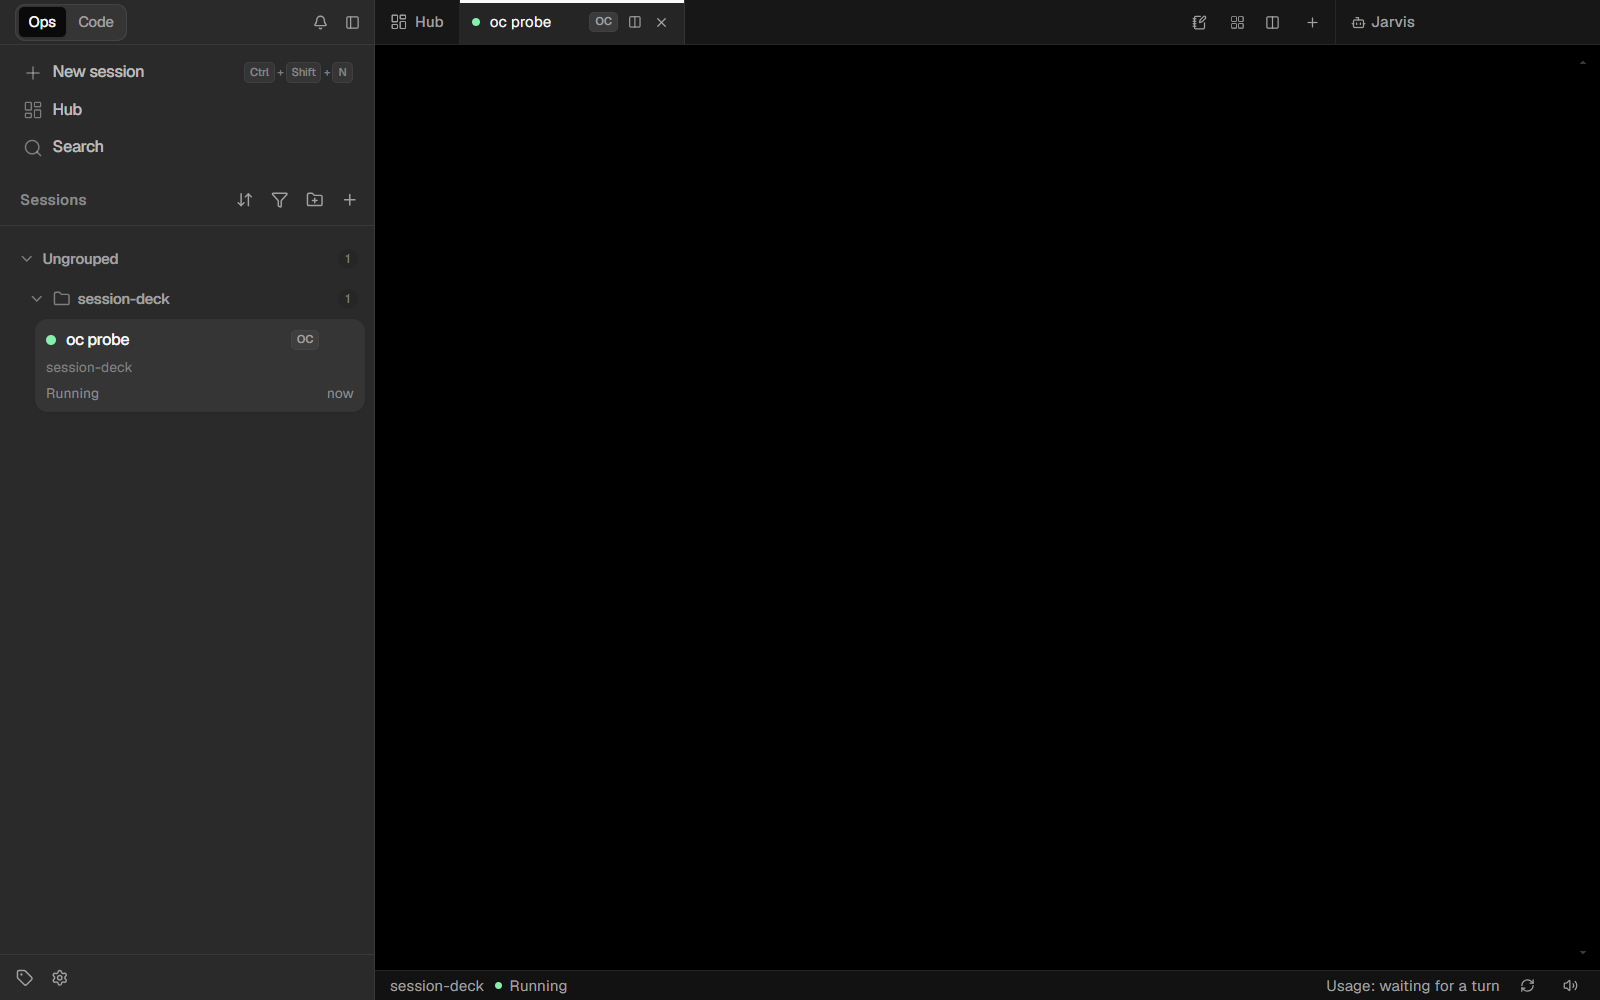 Ops Code
New session Ctrl + Shift + N
Hub
Search
Sessions
Ungrouped 1
session-deck 1
oc probe OC
session-deck
Running now
Hub oc probe OC
Jarvis
session-deck Running
Usage: waiting for a turn